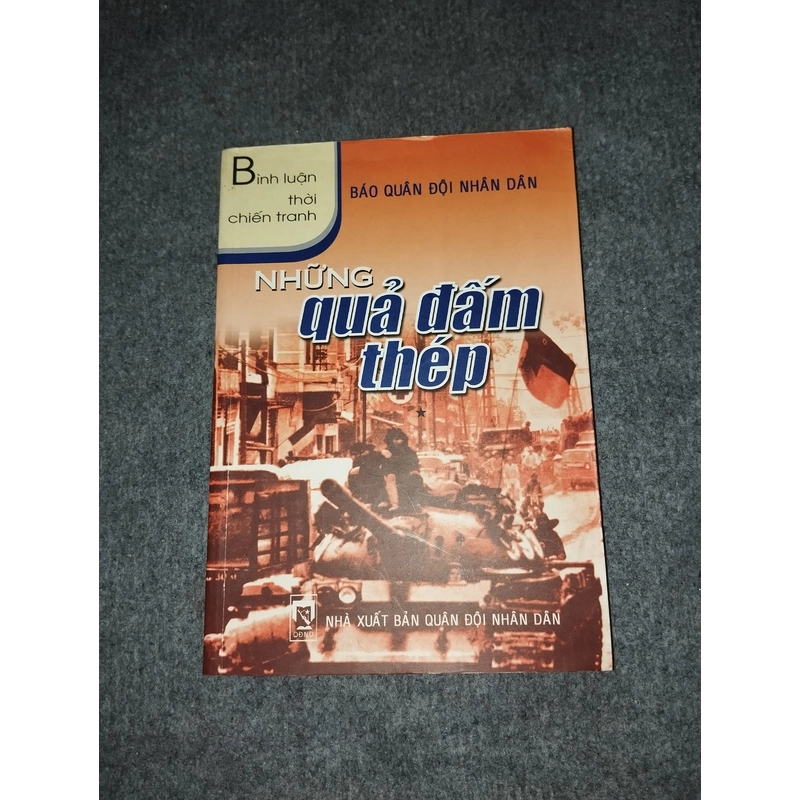 Bình luận
thời
chiến tranh
BÁO QUÂN ĐỘI NHÂN DÂN
NHỮNG
quả đấm
thép
QĐND
NHÀ XUẤT BẢN QUÂN ĐỘI NHÂN DÂN